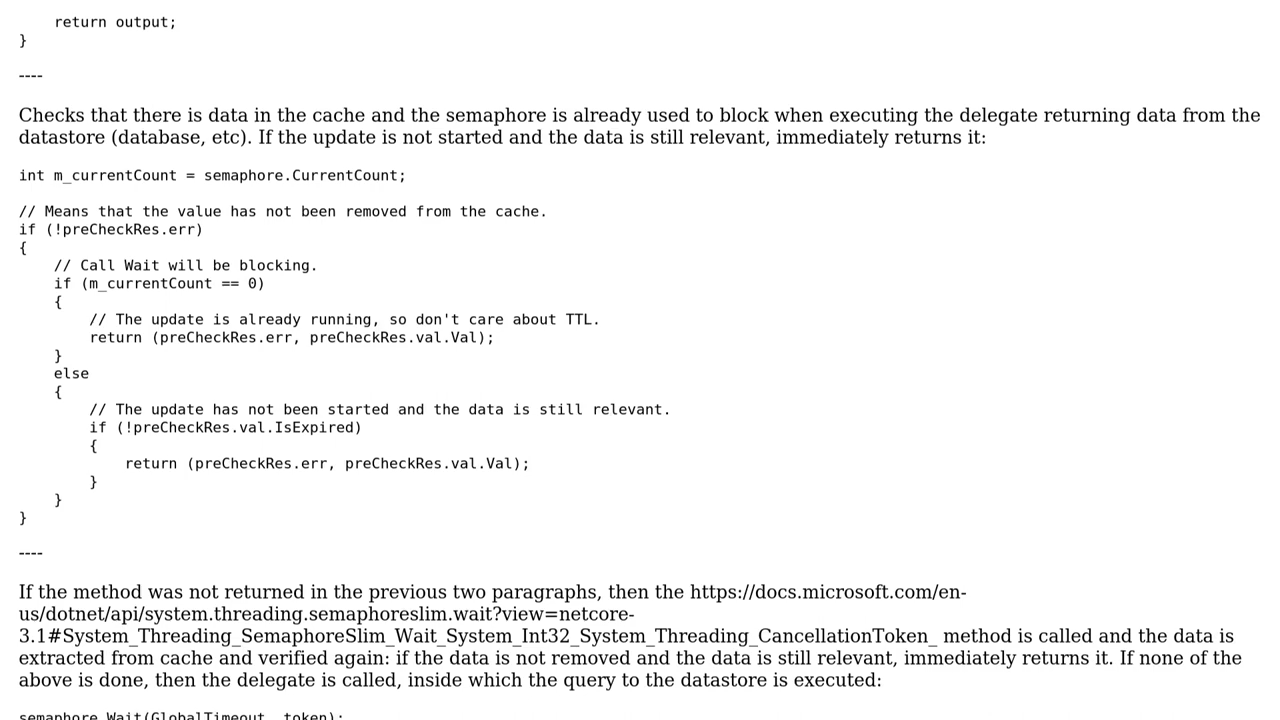 return output;
}
----
Checks that there is data in the cache and the semaphore is already used to block when executing the delegate returning data from the
datastore (database, etc). If the update is not started and the data is still relevant, immediately returns it:
int m_currentCount = semaphore.CurrentCount;
// Means that the value has not been removed from the cache.
if (!preCheckRes.err)
{
    // Call Wait will be blocking.
    if (m_currentCount == 0)
    {
        // The update is already running, so don't care about TTL.
        return (preCheckRes.err, preCheckRes.val.Val);
    }
    else
    {
        // The update has not been started and the data is still relevant.
        if (!preCheckRes.val.IsExpired)
        {
            return (preCheckRes.err, preCheckRes.val.Val);
        }
    }
}
----
If the method was not returned in the previous two paragraphs, then the https://docs.microsoft.com/en-
us/dotnet/api/system.threading.semaphoreslim.wait?view=netcore-
3.1#System_Threading_SemaphoreSlim_Wait_System_Int32_System_Threading_CancellationToken_ method is called and the data is
extracted from cache and verified again: if the data is not removed and the data is still relevant, immediately returns it. If none of the
above is done, then the delegate is called, inside which the query to the datastore is executed:
semaphore.Wait(GlobalTimeout, token);